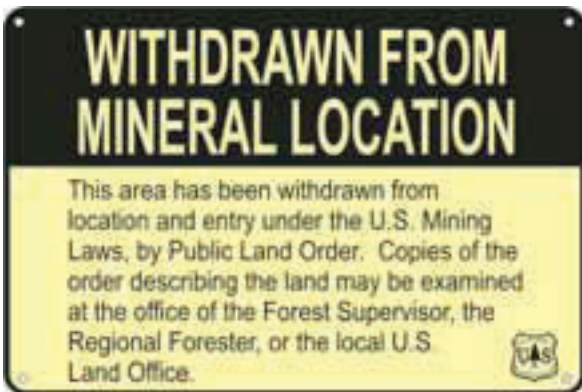 WITHDRAWN FROM
MINERAL LOCATION
This area has been withdrawn from
location and entry under the U.S. Mining
Laws, by Public Land Order. Copies of the
order describing the land may be examined
at the office of the Forest Supervisor, the
Regional Forester, or the local U.S.
Land Office.
U S